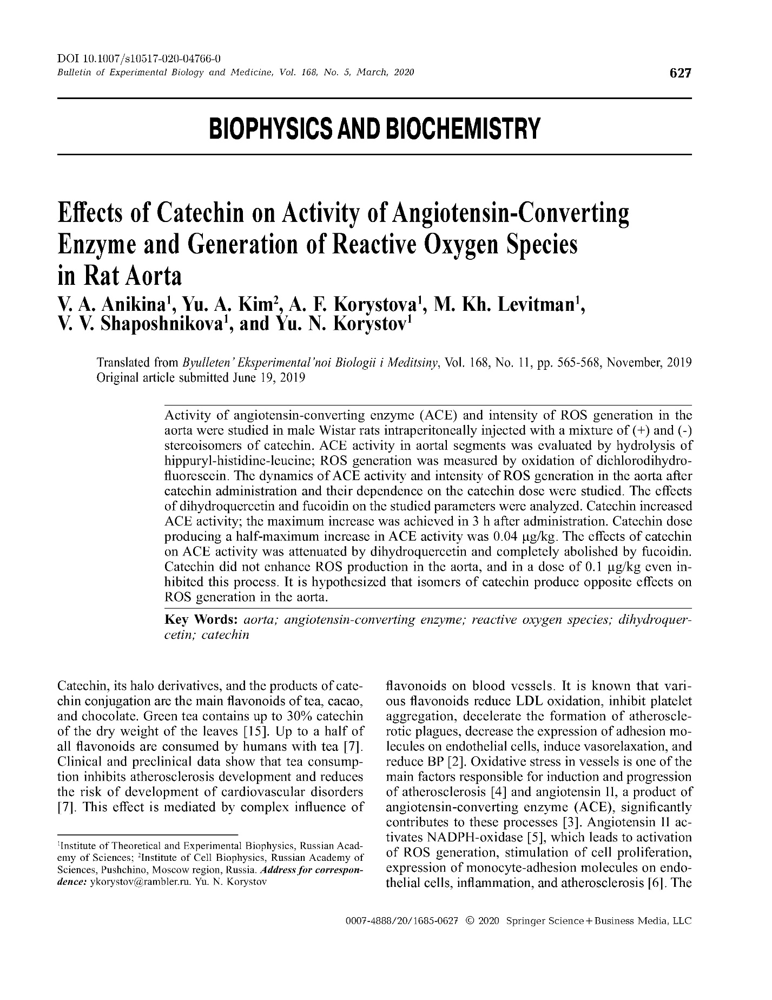 DOI 10.1007/s10517-020-04766-0
Bulletin of Experimental Biology and Medicine, Vol. 168, No. 5, March, 2020
627
BIOPHYSICS AND BIOCHEMISTRY
Effects of Catechin on Activity of Angiotensin-Converting
Enzyme and Generation of Reactive Oxygen Species
in Rat Aorta
V. A. Anikina¹, Yu. A. Kim², A. F. Korystova¹, M. Kh. Levitman¹,
V. V. Shaposhnikova¹, and Yu. N. Korystov¹
Translated from Byulleten’ Eksperimental’noi Biologii i Meditsiny, Vol. 168, No. 11, pp. 565-568, November, 2019
Original article submitted June 19, 2019
Activity of angiotensin-converting enzyme (ACE) and intensity of ROS generation in the
aorta were studied in male Wistar rats intraperitoneally injected with a mixture of (+) and (-)
stereoisomers of catechin. ACE activity in aortal segments was evaluated by hydrolysis of
hippuryl-histidine-leucine; ROS generation was measured by oxidation of dichlorodihydro-
fluorescein. The dynamics of ACE activity and intensity of ROS generation in the aorta after
catechin administration and their dependence on the catechin dose were studied. The effects
of dihydroquercetin and fucoidin on the studied parameters were analyzed. Catechin increased
ACE activity; the maximum increase was achieved in 3 h after administration. Catechin dose
producing a half-maximum increase in ACE activity was 0.04 μg/kg. The effects of catechin
on ACE activity was attenuated by dihydroquercetin and completely abolished by fucoidin.
Catechin did not enhance ROS production in the aorta, and in a dose of 0.1 μg/kg even in-
hibited this process. It is hypothesized that isomers of catechin produce opposite effects on
ROS generation in the aorta.
Key Words: aorta; angiotensin-converting enzyme; reactive oxygen species; dihydroquer-
cetin; catechin
Catechin, its halo derivatives, and the products of cate-
chin conjugation are the main flavonoids of tea, cacao,
and chocolate. Green tea contains up to 30% catechin
of the dry weight of the leaves [15]. Up to a half of
all flavonoids are consumed by humans with tea [7].
Clinical and preclinical data show that tea consump-
tion inhibits atherosclerosis development and reduces
the risk of development of cardiovascular disorders
[7]. This effect is mediated by complex influence of
¹Institute of Theoretical and Experimental Biophysics, Russian Acad-
emy of Sciences; ²Institute of Cell Biophysics, Russian Academy of
Sciences, Pushchino, Moscow region, Russia. Address for correspon-
dence: ykorystov@rambler.ru. Yu. N. Korystov
flavonoids on blood vessels. It is known that vari-
ous flavonoids reduce LDL oxidation, inhibit platelet
aggregation, decelerate the formation of atheroscle-
rotic plagues, decrease the expression of adhesion mo-
lecules on endothelial cells, induce vasorelaxation, and
reduce BP [2]. Oxidative stress in vessels is one of the
main factors responsible for induction and progression
of atherosclerosis [4] and angiotensin II, a product of
angiotensin-converting enzyme (ACE), significantly
contributes to these processes [3]. Angiotensin II ac-
tivates NADPH-oxidase [5], which leads to activation
of ROS generation, stimulation of cell proliferation,
expression of monocyte-adhesion molecules on endo-
thelial cells, inflammation, and atherosclerosis [6]. The
0007-4888/20/1685-0627 © 2020 Springer Science+Business Media, LLC